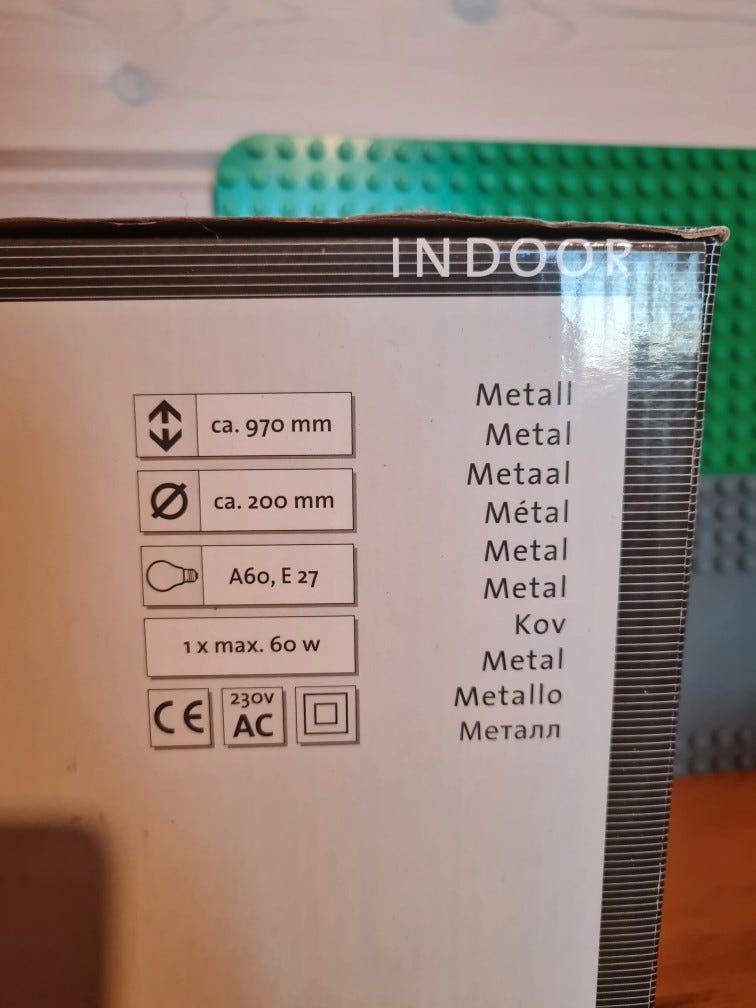 INDOOR
ca. 970 mm
ca. 200 mm
A60, E 27
1 x max. 60 w
CE
230V
AC
Metall
Metal
Metaal
Métal
Metal
Metal
Kov
Metal
Metallo
Металл